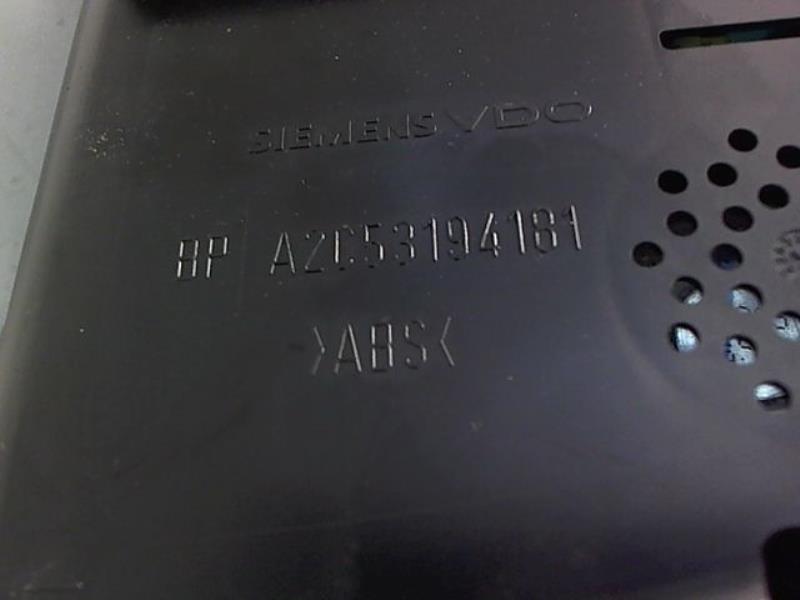 SIEMENS VDO
BP A2C53194181
>ABS<